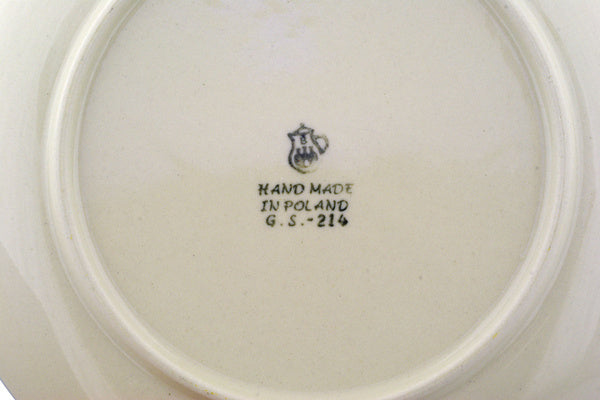 B
HAND MADE
IN POLAND
G.S.-214